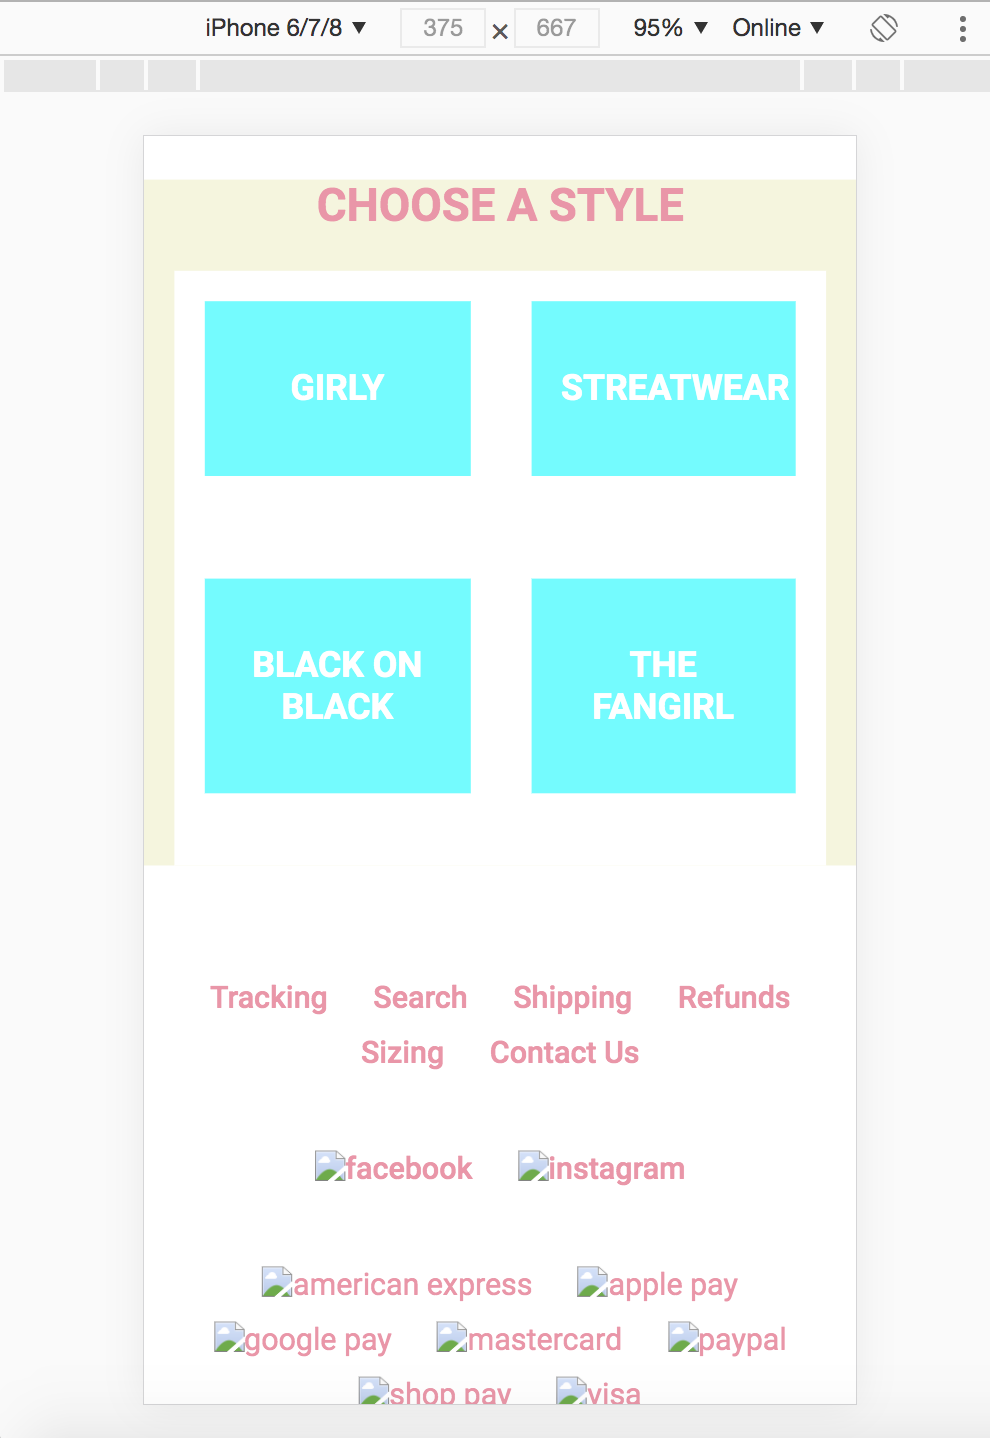 iPhone 6/7/8 ▼ 375 × 667 95% ▼ Online ▼
CHOOSE A STYLE
GIRLY STREATWEAR
BLACK ON THE
BLACK FANGIRL
Tracking Search Shipping Refunds
Sizing Contact Us
facebook instagram
american express apple pay
google pay mastercard paypal
shop pay visa